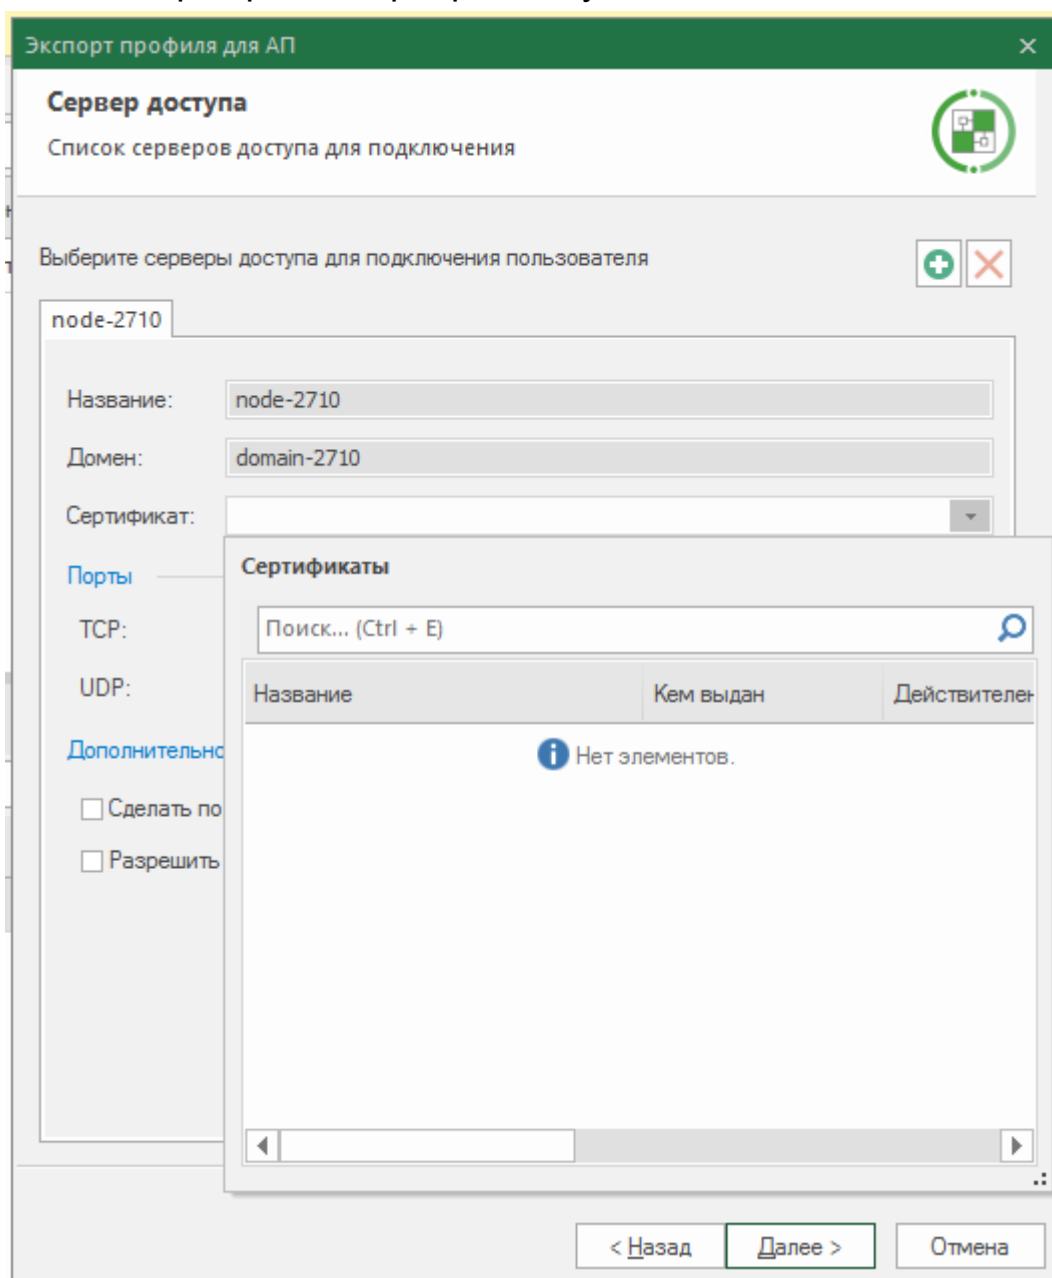 Экспорт профиля для АП
Сервер доступа
Список серверов доступа для подключения
Выберите серверы доступа для подключения пользователя
node-2710
Название: node-2710
Домен: domain-2710
Сертификат:
Порты
TCP:
UDP:
Дополнительно
Сделать по
Разрешить
Сертификаты
Поиск... (Ctrl + E)
Название Кем выдан Действителен
Нет элементов.
< Назад Далее > Отмена